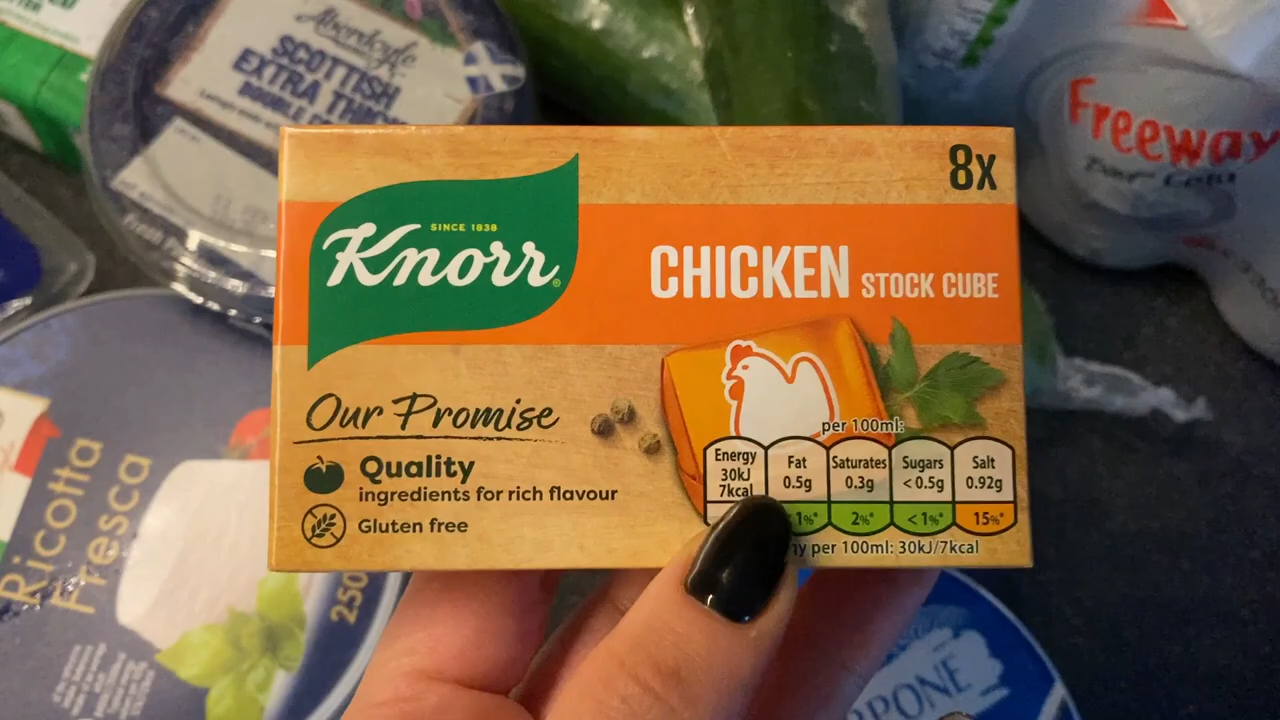 Aberdoyle
SCOTTISH
EXTRA
DOUBLE
Freeway
8x
SINCE 1838
Knorr
CHICKEN STOCK CUBE
Our Promise
Quality
ingredients for rich flavour
Gluten free
per 100ml:
Energy
30kJ
7kcal
Fat
0.5g
1%*
Saturates
0.3g
2%*
Sugars
<0.5g
<1%*
Salt
0.92g
15%*
per 100ml: 30kJ/7kcal
Ricotta
Fresca
250